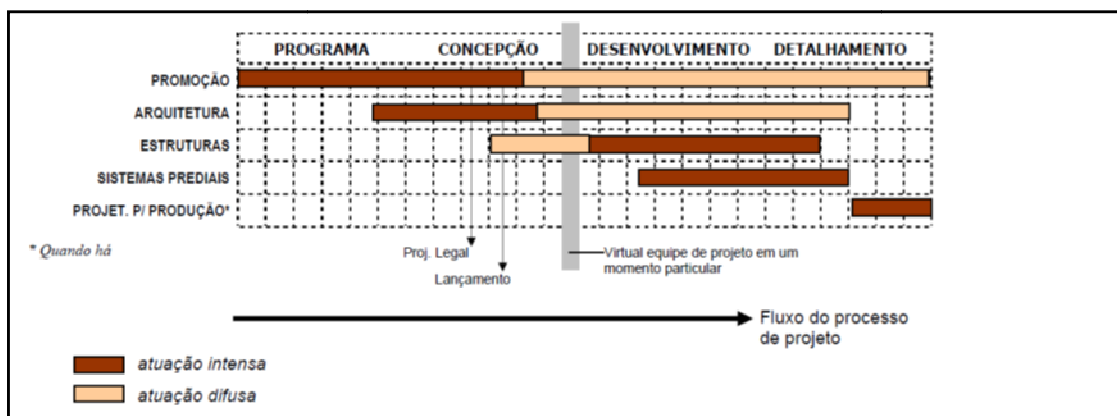 PROGRAMA CONCEPÇÃO DESENVOLVIMENTO DETALHAMENTO
PROMOÇÃO
ARQUITETURA
ESTRUTURAS
SISTEMAS PREDIAIS
PROJET. P/ PRODUÇÃO*
* Quando há
Proj. Legal
Lançamento
Virtual equipe de projeto em um
momento particular
Fluxo do processo
de projeto
atuação intensa
atuação difusa